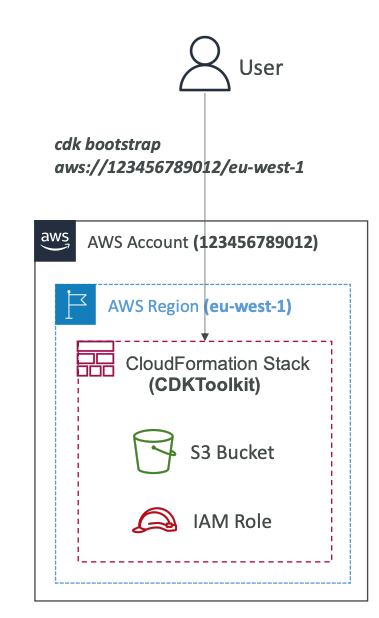 User
cdk bootstrap
aws://123456789012/eu-west-1
aws
AWS Account (123456789012)
AWS Region (eu-west-1)
CloudFormation Stack
(CDKToolkit)
S3 Bucket
IAM Role